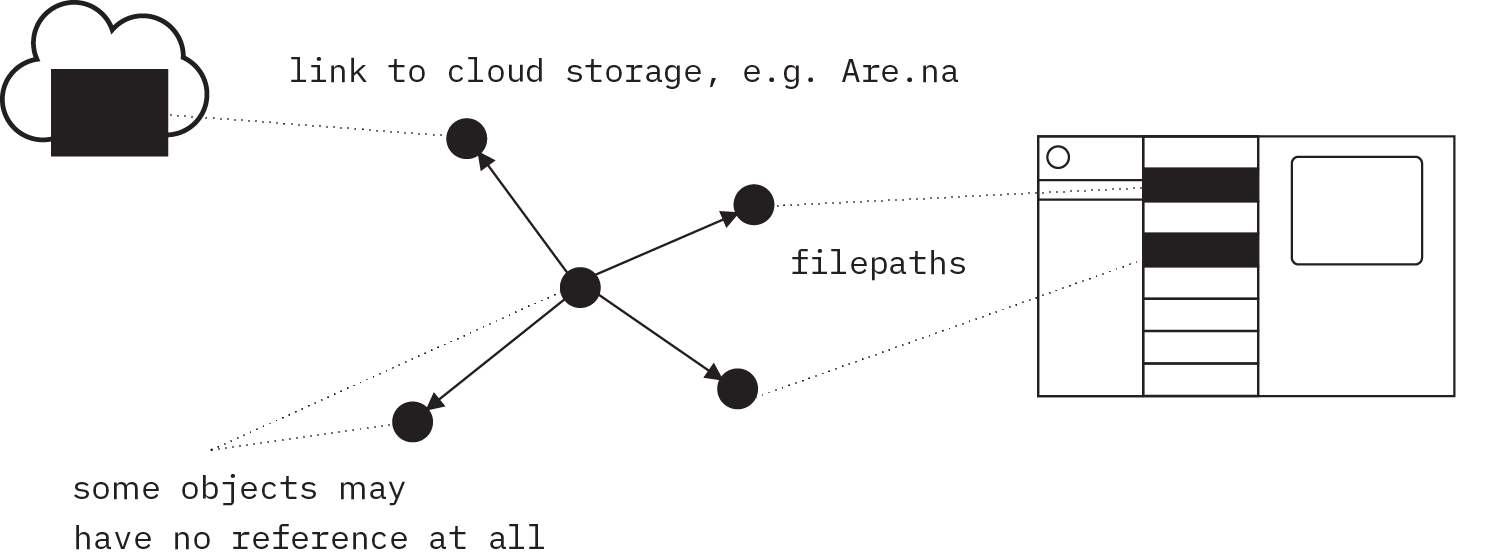 link to cloud storage, e.g. Are.na
filepaths
some objects may
have no reference at all